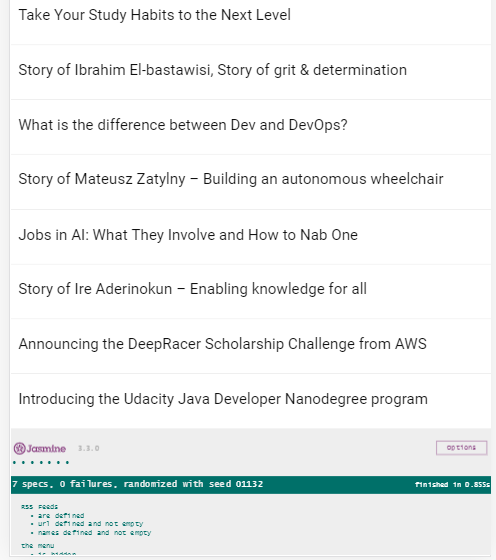 Take Your Study Habits to the Next Level
Story of Ibrahim El-bastawisi, Story of grit & determination
What is the difference between Dev and DevOps?
Story of Mateusz Zatylny – Building an autonomous wheelchair
Jobs in AI: What They Involve and How to Nab One
Story of Ire Aderinokun – Enabling knowledge for all
Announcing the DeepRacer Scholarship Challenge from AWS
Introducing the Udacity Java Developer Nanodegree program
Jasmine 3.3.0 Options
7 specs, 0 failures, randomized with seed 01132 finished in 0.855s
RSS Feeds
• are defined
• url defined and not empty
• names defined and not empty
the menu
• is hidden